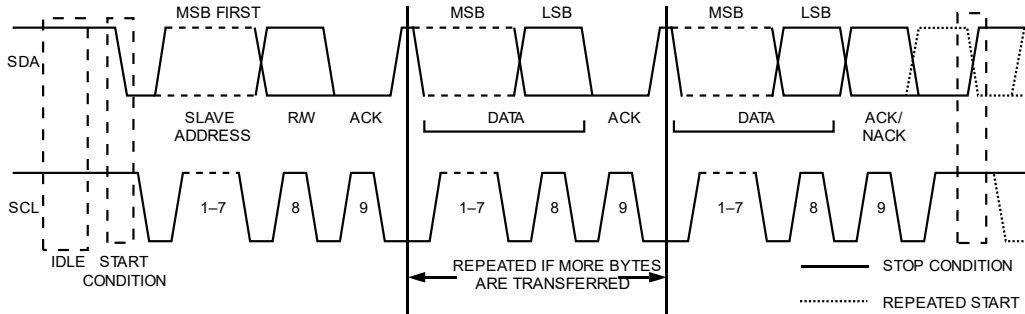 MSB FIRST
MSB
LSB
MSB
LSB
SDA
SLAVE
ADDRESS
R/W
ACK
DATA
ACK
DATA
ACK/
NACK
SCL
1–7
8
9
1–7
8
9
1–7
8
9
IDLE
START
CONDITION
REPEATED IF MORE BYTES
ARE TRANSFERRED
STOP CONDITION
REPEATED START